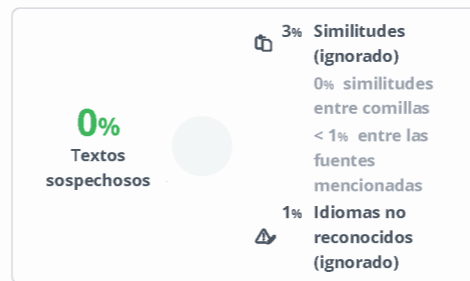 0%
Textos
sospechosos
3% Similitudes
(ignorado)
0% similitudes
entre comillas
< 1% entre las
fuentes
mencionadas
1% Idiomas no
reconocidos
(ignorado)